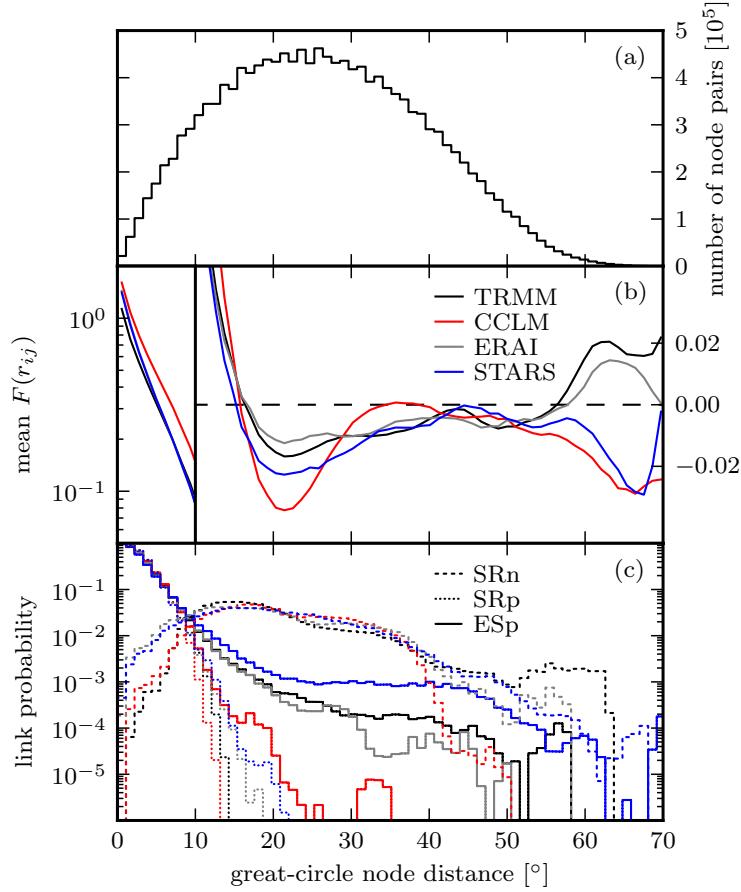 (a)
5
4
3
2
1
0
number of node pairs [10⁵]
(b)
TRMM
CCLM
ERAI
STARS
10⁰
10⁻¹
mean F(r_ij)
0.02
0.00
−0.02
(c)
SRn
SRp
ESp
10⁻¹
10⁻²
10⁻³
10⁻⁴
10⁻⁵
link probability
0 10 20 30 40 50 60 70
great-circle node distance [°]